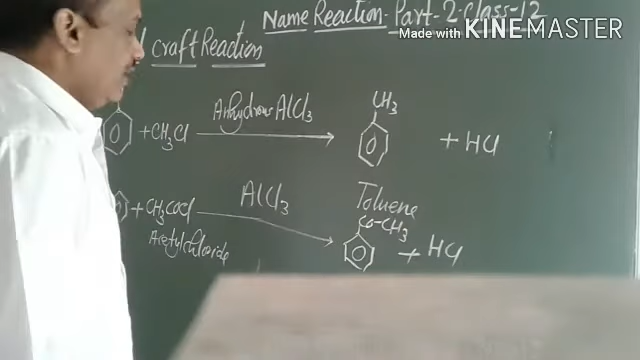 Name Reaction-Part-2-Class-12
Made with KINEMASTER
craft Reaction
CH3
+CH3Cl Anhydrous AlCl3 + HCl
Toluene
+ CH3COCl AlCl3 CO-CH3
+ HCl
Acetylchloride